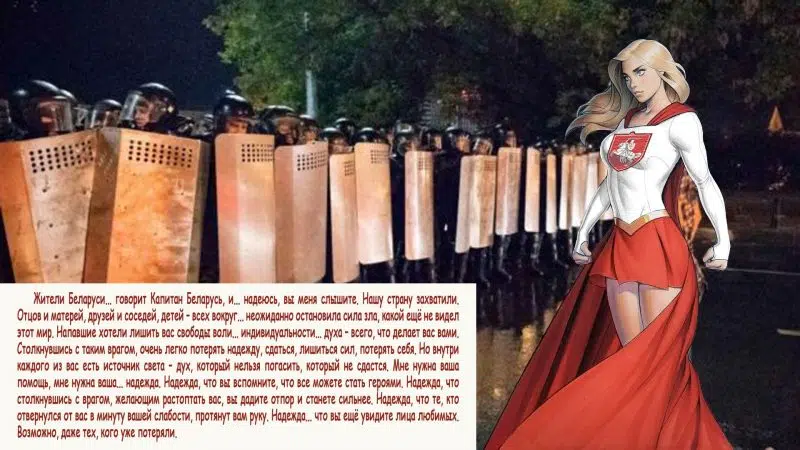 Жители Беларуси... говорит Капитан Беларусь, и... надеюсь, вы меня слышите. Нашу страну захватили.
Отцов и матерей, друзей и соседей, детей - всех вокруг... неожиданно остановила сила зла, какой ещё не видел
этот мир. Напавшие хотели лишить вас свободы воли... индивидуальности... духа - всего, что делает вас вами.
Столкнувшись с таким врагом, очень легко потерять надежду, сдаться, лишиться сил, потерять себя. Но внутри
каждого из вас есть источник света - дух, который нельзя погасить, который не сдастся. Мне нужна ваша
помощь, мне нужна ваша... надежда. Надежда, что вы вспомните, что все можете стать героями. Надежда, что
столкнувшись с врагом, желающим растоптать вас, вы дадите отпор и станете сильнее. Надежда, что те, кто
отвернулся от вас в минуту вашей слабости, протянут вам руку. Надежда... что вы ещё увидите лица любимых.
Возможно, даже тех, кого уже потеряли.